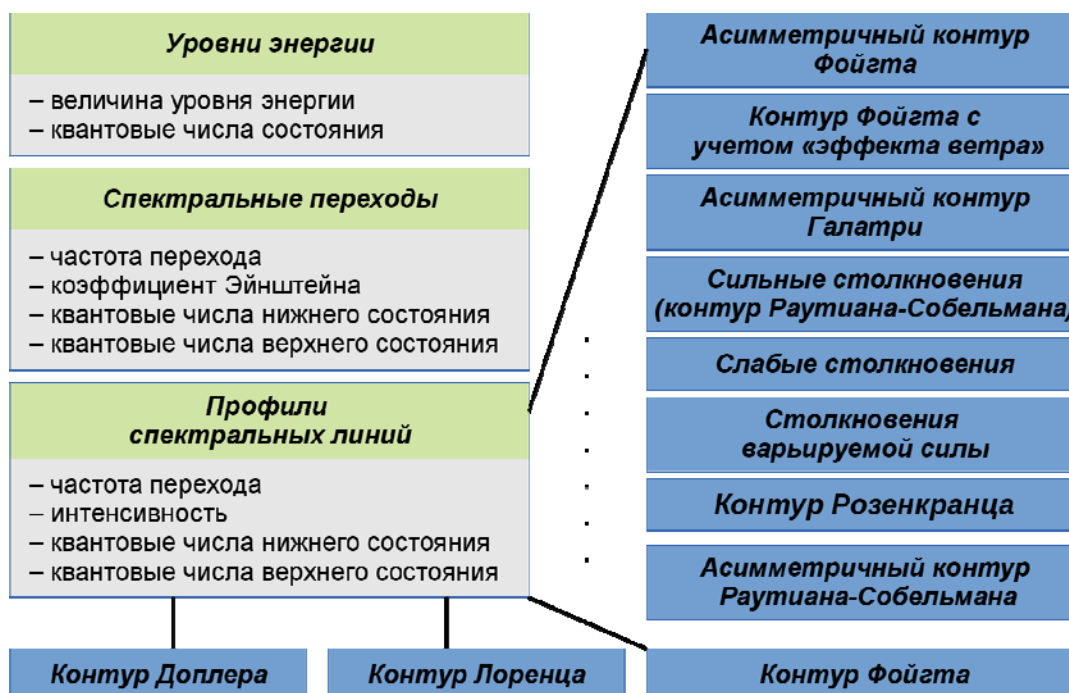 Уровни энергии
– величина уровня энергии
– квантовые числа состояния
Спектральные переходы
– частота перехода
– коэффициент Эйнштейна
– квантовые числа нижнего состояния
– квантовые числа верхнего состояния
Профили
спектральных линий
– частота перехода
– интенсивность
– квантовые числа нижнего состояния
– квантовые числа верхнего состояния
Асимметричный контур
Фойгта
Контур Фойгта с
учетом «эффекта ветра»
Асимметричный контур
Галатри
Сильные столкновения
(контур Раутиана-Собельмана)
Слабые столкновения
Столкновения
варьируемой силы
Контур Розенкранца
Асимметричный контур
Раутиана-Собельмана
Контур Доплера
Контур Лоренца
Контур Фойгта